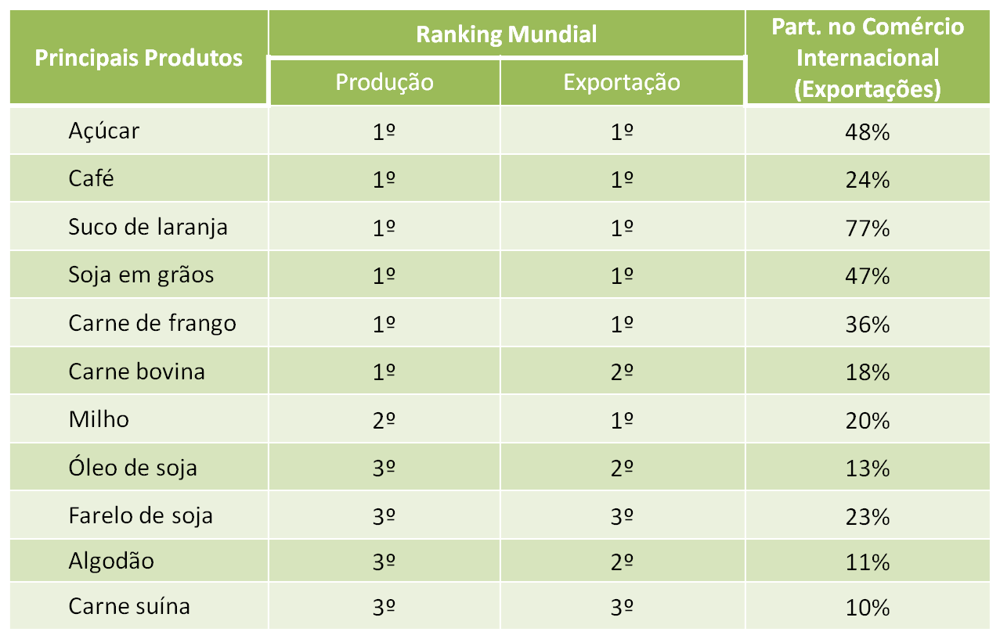 Principais Produtos
Ranking Mundial
Part. no Comércio
Internacional
(Exportações)
Produção Exportação
Açúcar 1º 1º 48%
Café 1º 1º 24%
Suco de laranja 1º 1º 77%
Soja em grãos 1º 1º 47%
Carne de frango 1º 1º 36%
Carne bovina 1º 2º 18%
Milho 2º 1º 20%
Óleo de soja 3º 2º 13%
Farelo de soja 3º 3º 23%
Algodão 3º 2º 11%
Carne suína 3º 3º 10%